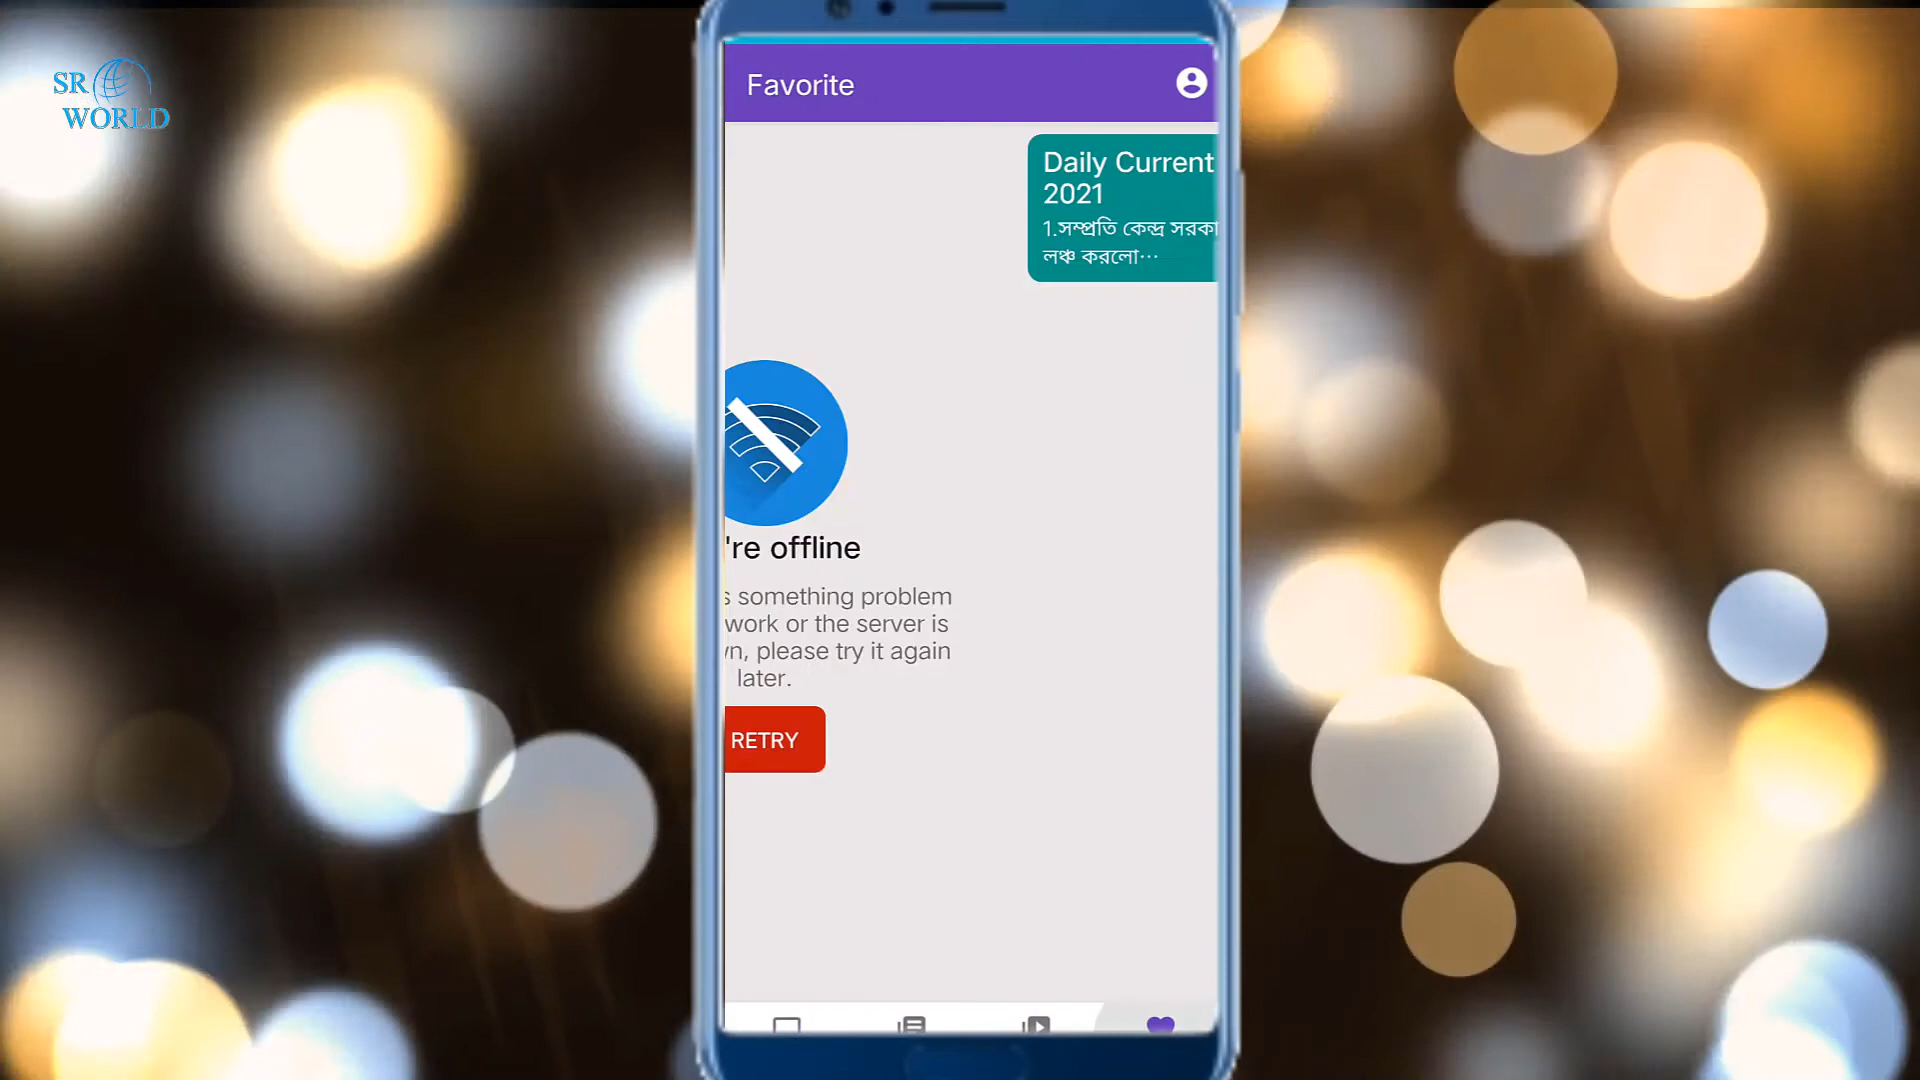 SR
WORLD
Favorite
Daily Current
2021
1.সম্প্রতি কেন্দ্র সরকা
লঞ্চ করলো...
're offline
s something problem
work or the server is
wn, please try it again
later.
RETRY